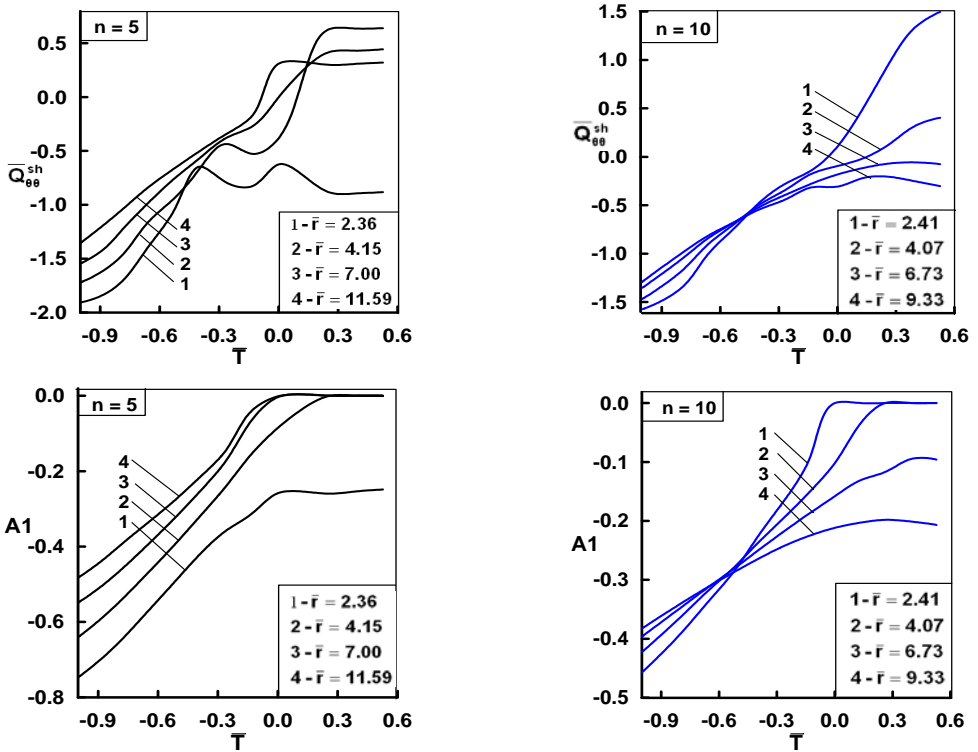 n = 5
0.5
0.0
-0.5
-1.0
-1.5
-2.0
Q̅θθ^sh
4
3
2
1
1 - r̅ = 2.36
2 - r̅ = 4.15
3 - r̅ = 7.00
4 - r̅ = 11.59
-0.9 -0.6 -0.3 0.0 0.3 0.6
T̅
n = 10
1.5
1.0
0.5
0.0
-0.5
-1.0
-1.5
Q̅θθ^sh
1
2
3
4
1 - r̅ = 2.41
2 - r̅ = 4.07
3 - r̅ = 6.73
4 - r̅ = 9.33
-0.9 -0.6 -0.3 0.0 0.3 0.6
T̅
n = 5
0.0
-0.2
-0.4
-0.6
-0.8
A1
4
3
2
1
1 - r̅ = 2.36
2 - r̅ = 4.15
3 - r̅ = 7.00
4 - r̅ = 11.59
-0.9 -0.6 -0.3 0.0 0.3 0.6
T̅
n = 10
0.0
-0.1
-0.2
-0.3
-0.4
-0.5
A1
1
2
3
4
1 - r̅ = 2.41
2 - r̅ = 4.07
3 - r̅ = 6.73
4 - r̅ = 9.33
-0.9 -0.6 -0.3 0.0 0.3 0.6
T̅